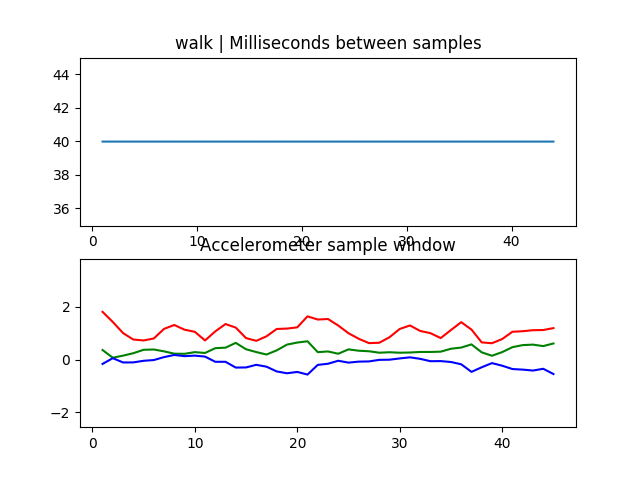 walk | Milliseconds between samples
44
42
40
38
36
0 10 20 30 40
Accelerometer sample window
2
0
−2
0 10 20 30 40